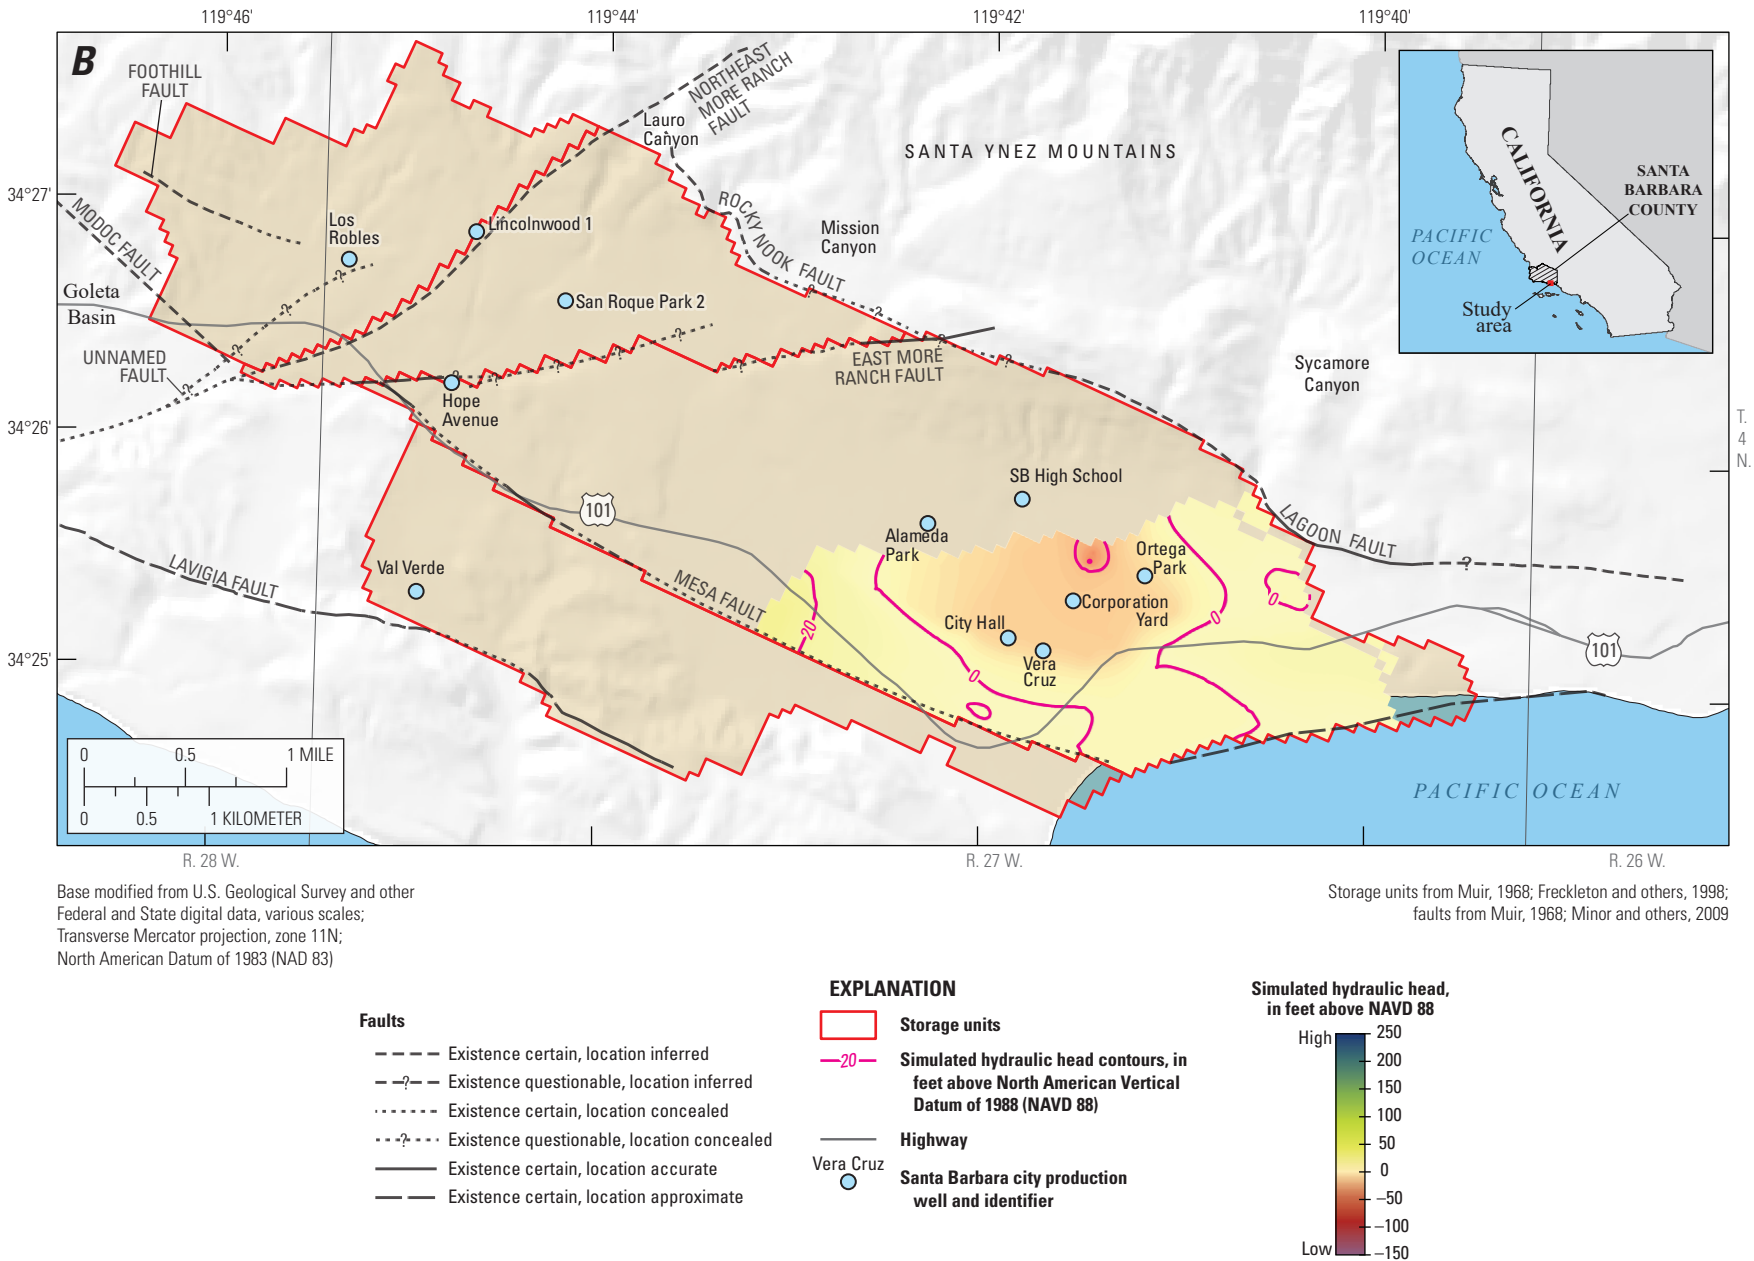 119°46'
119°44'
119°42'
119°40'
B
FOOTHILL
FAULT
NORTHEAST
MORE RANCH
FAULT
Lauro
Canyon
SANTA YNEZ MOUNTAINS
CALIFORNIA
SANTA
BARBARA
COUNTY
PACIFIC
OCEAN
Study
area
34°27'
MODOC FAULT
Los
Robles
Lincolnwood 1
ROCKY NOOK FAULT
Mission
Canyon
?
?
?
?
?
Goleta
Basin
San Roque Park 2
?
?
?
?
UNNAMED
FAULT
?
?
?
?
?
?
EAST MORE
RANCH FAULT
Sycamore
Canyon
Hope
Avenue
34°26'
T.
4
N.
SB High School
101
Alameda
Park
LAGOON FAULT
?
Ortega
Park
LAVIGIA FAULT
Val Verde
MESA FAULT
Corporation
Yard
City Hall
Vera
Cruz
20
0
0
0
101
34°25'
0 0.5 1 MILE
0 0.5 1 KILOMETER
PACIFIC OCEAN
R. 28 W.
R. 27 W.
R. 26 W.
Base modified from U.S. Geological Survey and other
Federal and State digital data, various scales;
Transverse Mercator projection, zone 11N;
North American Datum of 1983 (NAD 83)
Storage units from Muir, 1968; Freckleton and others, 1998;
faults from Muir, 1968; Minor and others, 2009
EXPLANATION
Faults
Existence certain, location inferred
? Existence questionable, location inferred
Existence certain, location concealed
? Existence questionable, location concealed
Existence certain, location accurate
Existence certain, location approximate
Storage units
20 Simulated hydraulic head contours, in
feet above North American Vertical
Datum of 1988 (NAVD 88)
Highway
Vera Cruz
Santa Barbara city production
well and identifier
Simulated hydraulic head,
in feet above NAVD 88
High
250
200
150
100
50
0
−50
−100
−150
Low